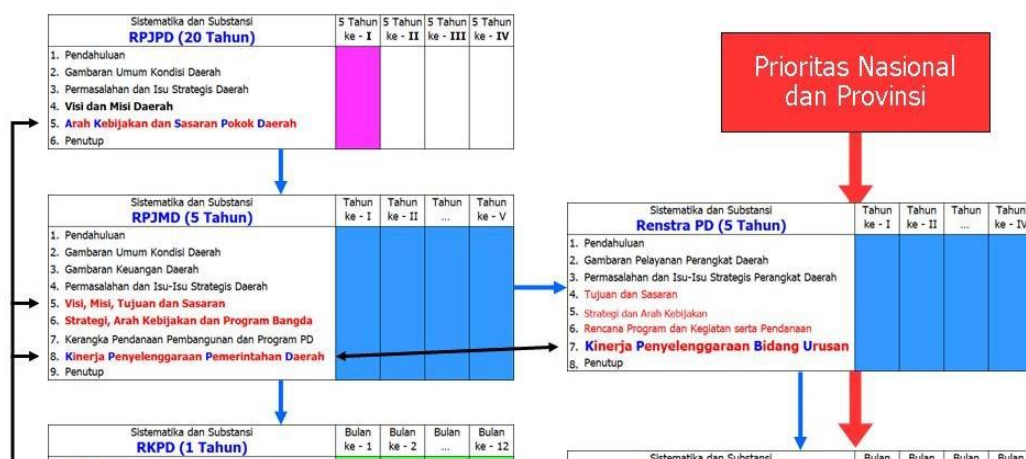 Sistematika dan Substansi
RPJPD (20 Tahun)
5 Tahun ke - I
5 Tahun ke - II
5 Tahun ke - III
5 Tahun ke - IV
1. Pendahuluan
2. Gambaran Umum Kondisi Daerah
3. Permasalahan dan Isu Strategis Daerah
4. Visi dan Misi Daerah
5. Arah Kebijakan dan Sasaran Pokok Daerah
6. Penutup
Prioritas Nasional
dan Provinsi
Sistematika dan Substansi
RPJMD (5 Tahun)
Tahun ke - I
Tahun ke - II
Tahun ...
Tahun ke - V
1. Pendahuluan
2. Gambaran Umum Kondisi Daerah
3. Gambaran Keuangan Daerah
4. Permasalahan dan Isu-Isu Strategis Daerah
5. Visi, Misi, Tujuan dan Sasaran
6. Strategi, Arah Kebijakan dan Program Bangda
7. Kerangka Pendanaan Pembangunan dan Program PD
8. Kinerja Penyelenggaraan Pemerintahan Daerah
9. Penutup
Sistematika dan Substansi
Renstra PD (5 Tahun)
Tahun ke - I
Tahun ke - II
Tahun ...
Tahun ke - IV
1. Pendahuluan
2. Gambaran Pelayanan Perangkat Daerah
3. Permasalahan dan Isu-Isu Strategis Perangkat Daerah
4. Tujuan dan Sasaran
5. Strategi dan Arah Kebijakan
6. Rencana Program dan Kegiatan serta Pendanaan
7. Kinerja Penyelenggaraan Bidang Urusan
8. Penutup
Sistematika dan Substansi
RKPD (1 Tahun)
Bulan ke - 1
Bulan ke - 2
Bulan ...
Bulan ke - 12
Sistematika dan Substansi
Bulan
Bulan
Bulan
Bulan